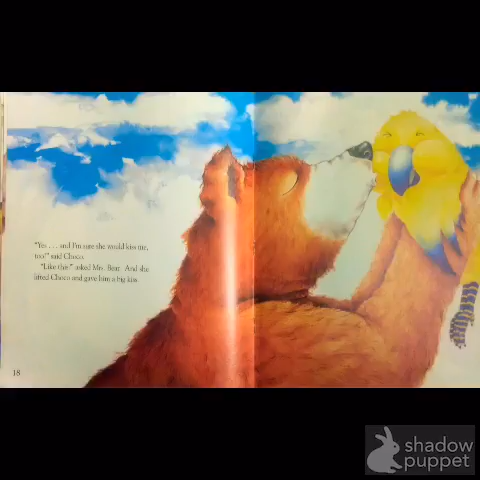 "Yes . . . and I'm sure she would kiss me,
too!" said Choco.
"Like this?" asked Mrs. Bear. And she
lifted Choco and gave him a big kiss.
18
shadow
puppet